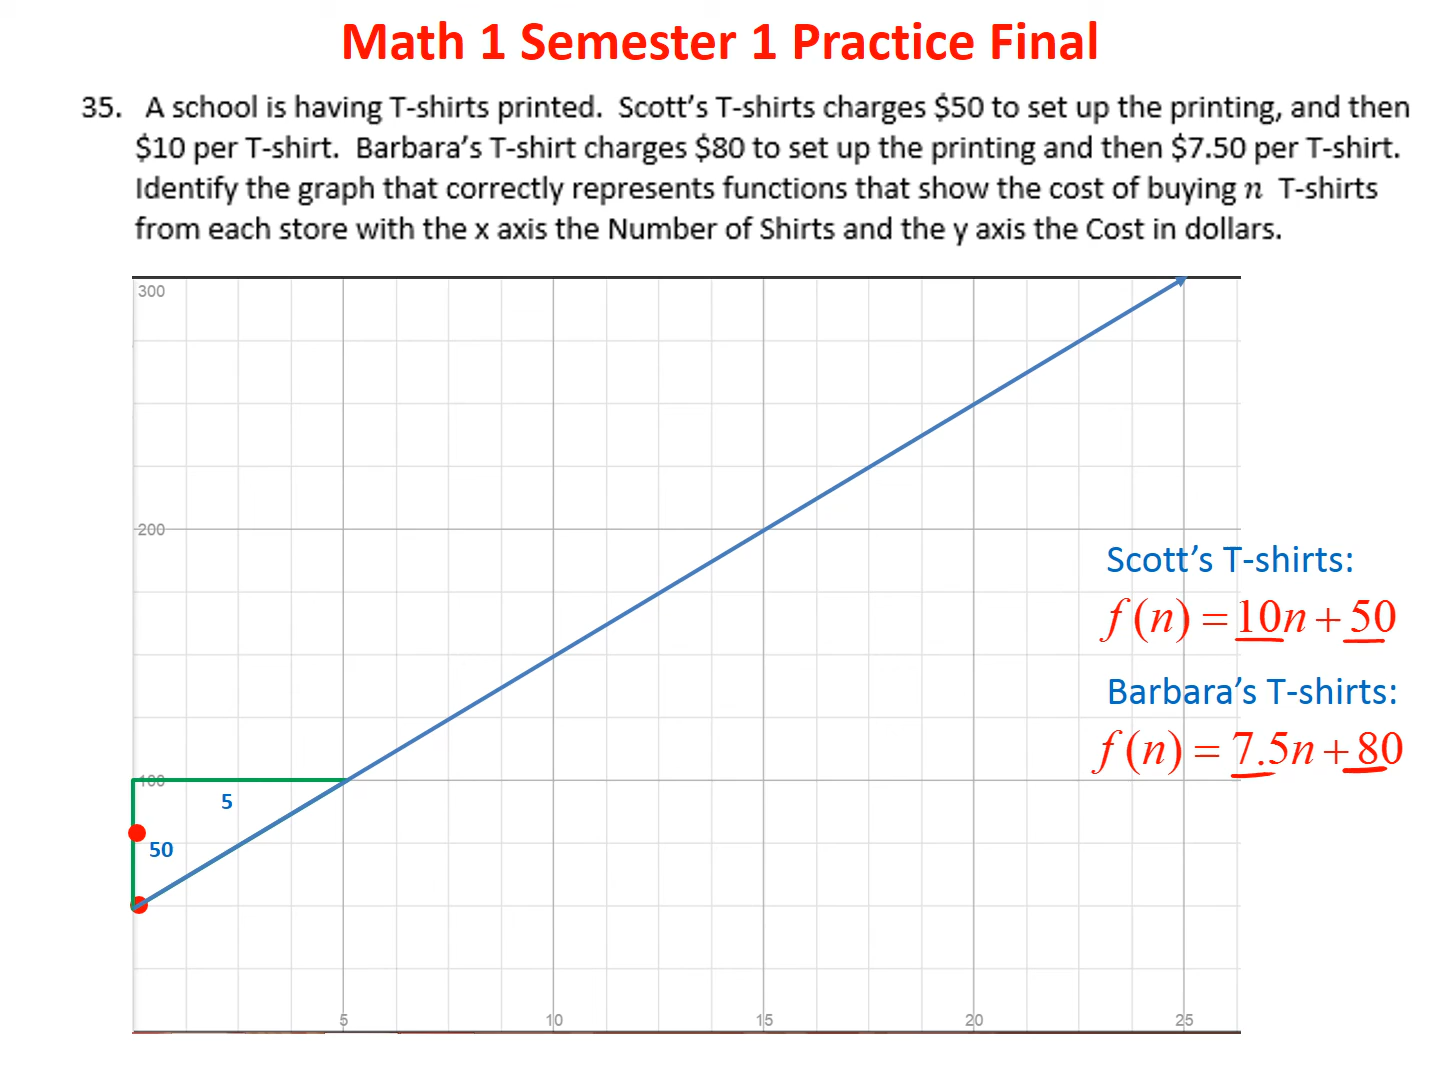 Math 1 Semester 1 Practice Final
35. A school is having T-shirts printed. Scott's T-shirts charges $50 to set up the printing, and then
$10 per T-shirt. Barbara's T-shirt charges $80 to set up the printing and then $7.50 per T-shirt.
Identify the graph that correctly represents functions that show the cost of buying n T-shirts
from each store with the x axis the Number of Shirts and the y axis the Cost in dollars.
300
200
Scott's T-shirts:
f(n) = 10n + 50
Barbara's T-shirts:
f(n) = 7.5n + 80
100
5
50
5 10 15 20 25